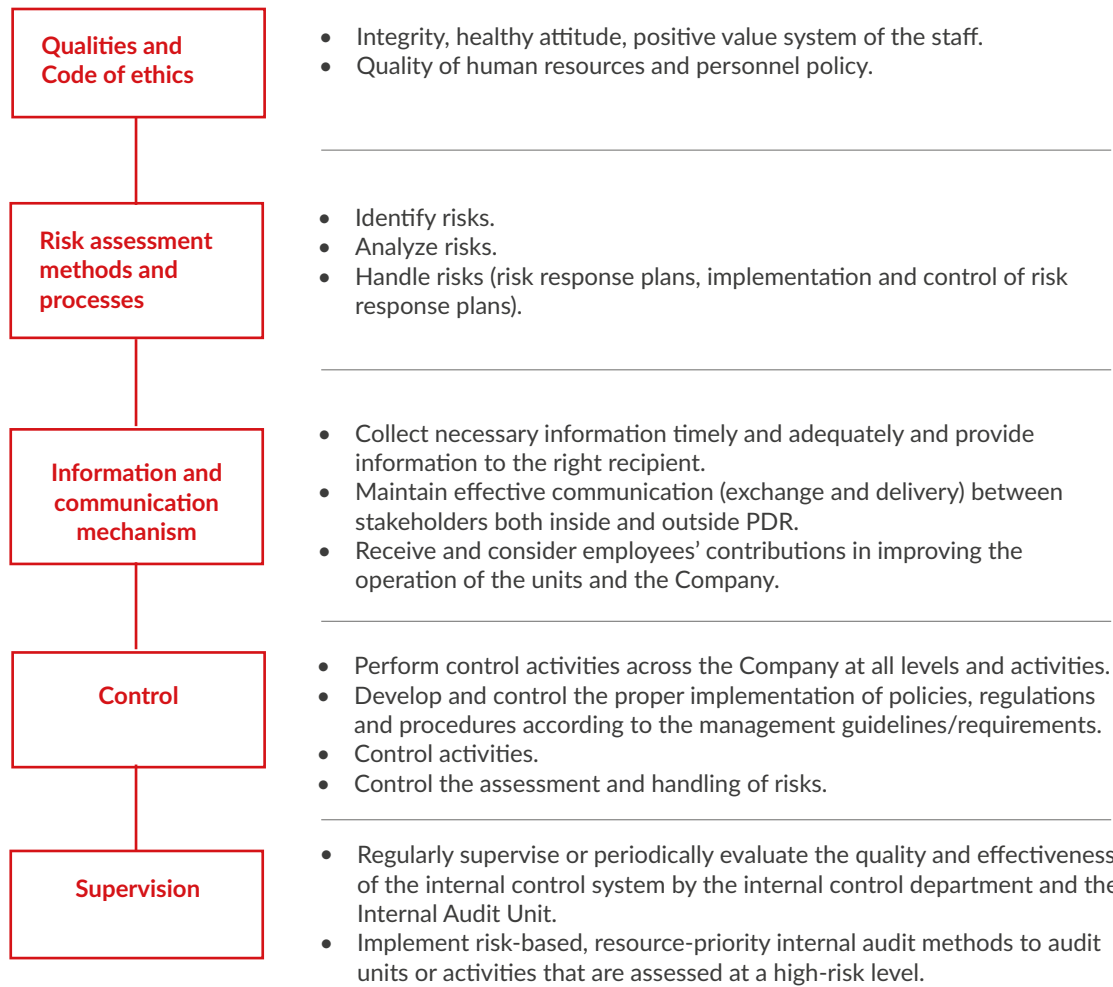 Qualities and
Code of ethics
• Integrity, healthy attitude, positive value system of the staff.
• Quality of human resources and personnel policy.
Risk assessment
methods and
processes
• Identify risks.
• Analyze risks.
• Handle risks (risk response plans, implementation and control of risk
response plans).
Information and
communication
mechanism
• Collect necessary information timely and adequately and provide
information to the right recipient.
• Maintain effective communication (exchange and delivery) between
stakeholders both inside and outside PDR.
• Receive and consider employees’ contributions in improving the
operation of the units and the Company.
Control
• Perform control activities across the Company at all levels and activities.
• Develop and control the proper implementation of policies, regulations
and procedures according to the management guidelines/requirements.
• Control activities.
• Control the assessment and handling of risks.
Supervision
• Regularly supervise or periodically evaluate the quality and effectiveness
of the internal control system by the internal control department and the
Internal Audit Unit.
• Implement risk-based, resource-priority internal audit methods to audit
units or activities that are assessed at a high-risk level.